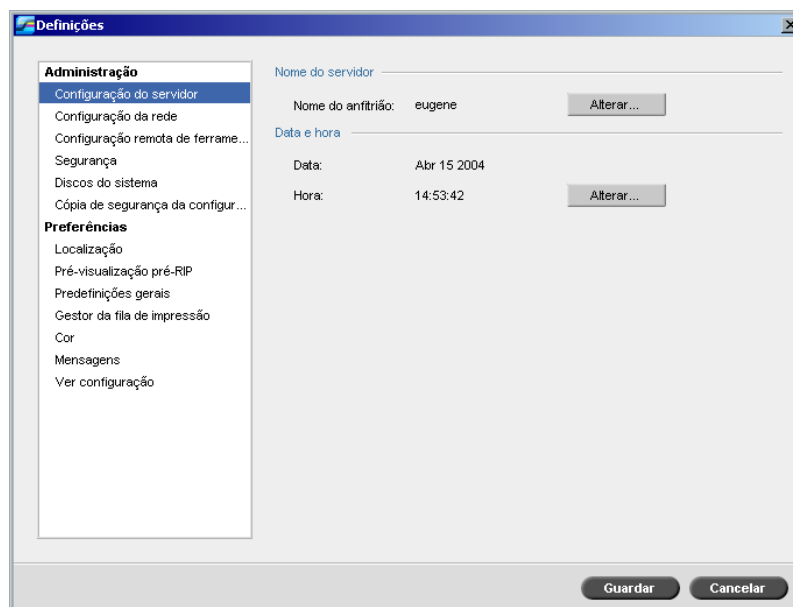 Definições
Administração
Configuração do servidor
Configuração da rede
Configuração remota de ferrame...
Segurança
Discos do sistema
Cópia de segurança da configur...
Preferências
Localização
Pré-visualização pré-RIP
Predefinições gerais
Gestor da fila de impressão
Cor
Mensagens
Ver configuração
Nome do servidor
Nome do anfitrião: eugene Alterar...
Data e hora
Data: Abr 15 2004
Hora: 14:53:42 Alterar...
Guardar Cancelar